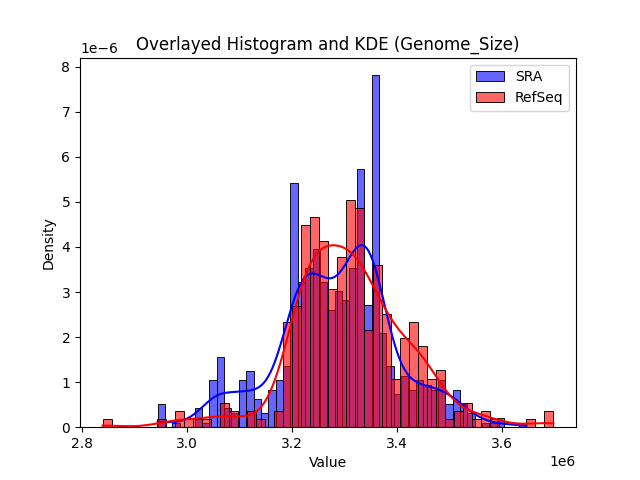 Overlayed Histogram and KDE (Genome_Size)
1e−6
SRA
RefSeq
8
7
6
5
4
3
2
1
0
Density
2.8 3.0 3.2 3.4 3.6
Value
1e6